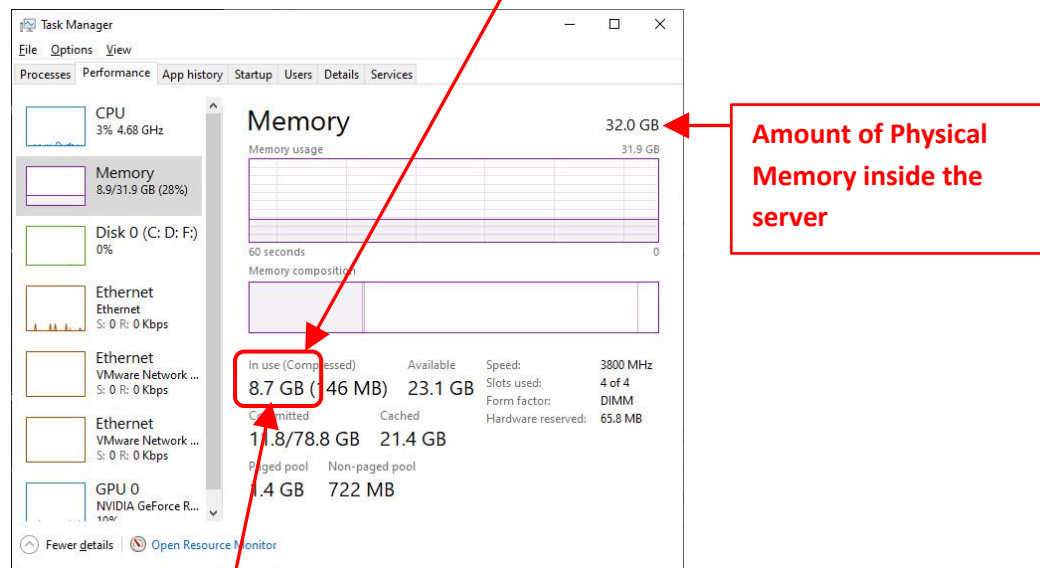 Task Manager
File Options View
Processes Performance App history Startup Users Details Services
CPU
3% 4.68 GHz
Memory
8.9/31.9 GB (28%)
Disk 0 (C: D: F:)
0%
Ethernet
Ethernet
S: 0 R: 0 Kbps
Ethernet
VMware Network ...
S: 0 R: 0 Kbps
Ethernet
VMware Network ...
S: 0 R: 0 Kbps
GPU 0
NVIDIA GeForce R...
10%
Memory 32.0 GB
Memory usage 31.9 GB
60 seconds 0
Memory composition
In use (Compressed) Available
8.7 GB (146 MB) 23.1 GB
Committed Cached
11.8/78.8 GB 21.4 GB
Paged pool Non-paged pool
1.4 GB 722 MB
Speed: 3800 MHz
Slots used: 4 of 4
Form factor: DIMM
Hardware reserved: 65.8 MB
Fewer details Open Resource Monitor
Amount of Physical
Memory inside the
server